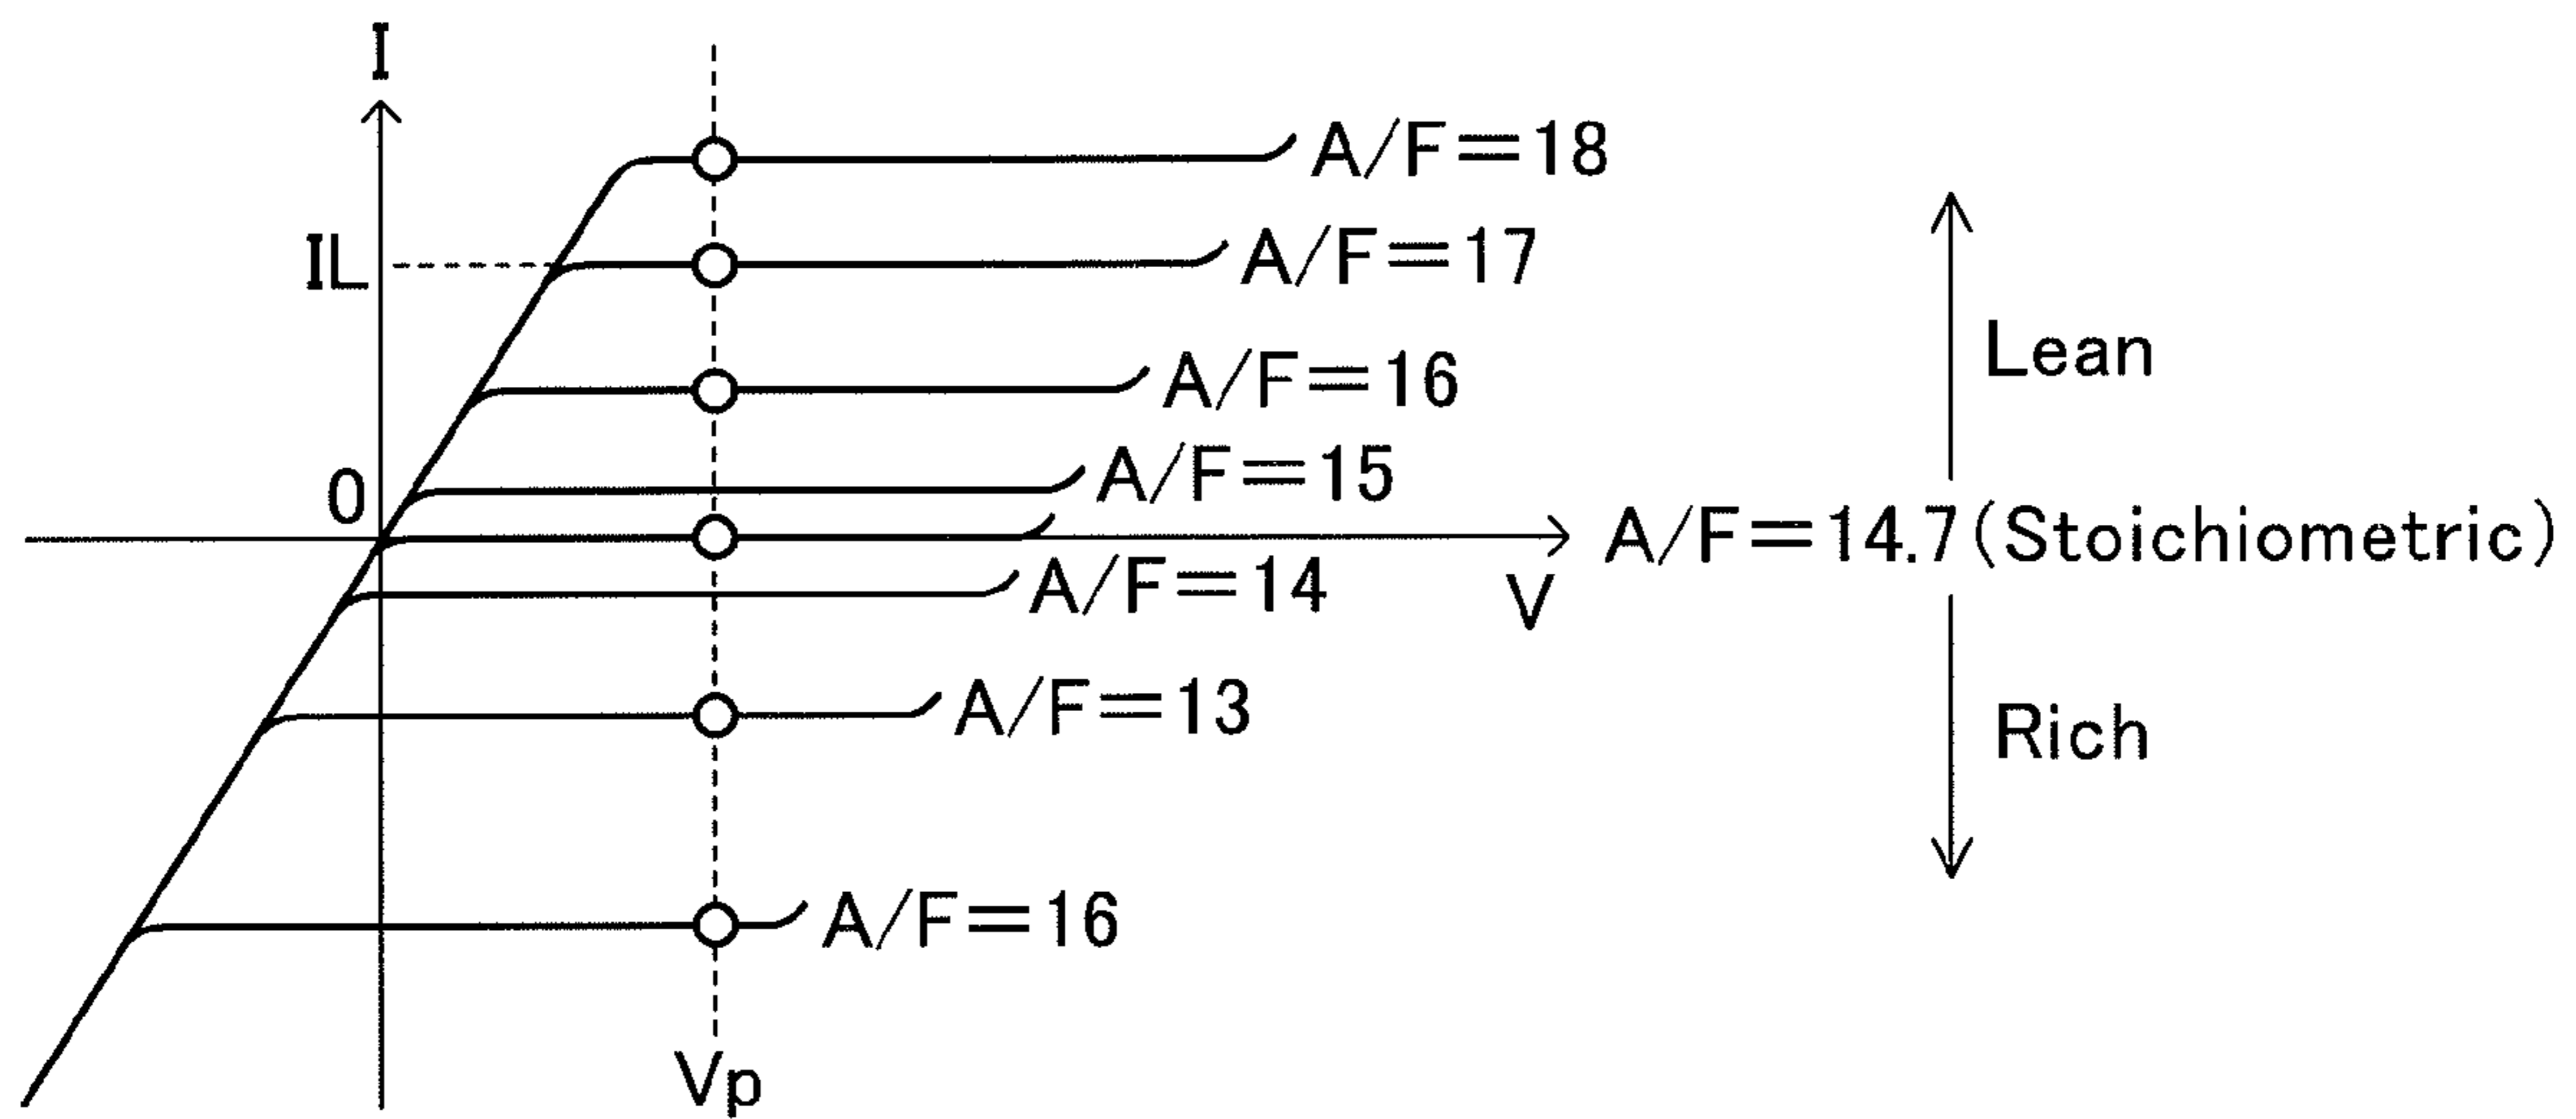 I
A/F=18
IL
A/F=17
Lean
A/F=16
0
A/F=15
V
A/F=14.7(Stoichiometric)
A/F=14
A/F=13
Rich
A/F=16
Vp